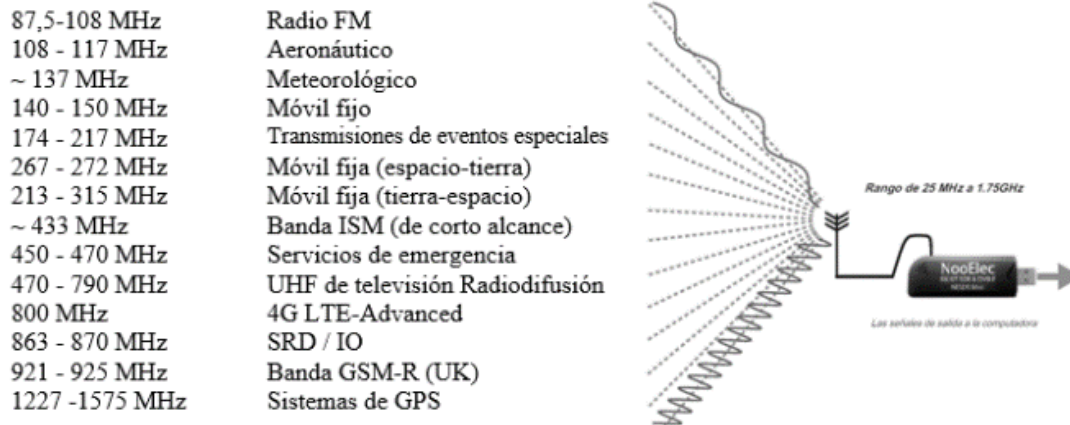 87,5-108 MHz Radio FM
108 - 117 MHz Aeronáutico
~ 137 MHz Meteorológico
140 - 150 MHz Móvil fijo
174 - 217 MHz Transmisiones de eventos especiales
267 - 272 MHz Móvil fija (espacio-tierra)
213 - 315 MHz Móvil fija (tierra-espacio)
~ 433 MHz Banda ISM (de corto alcance)
450 - 470 MHz Servicios de emergencia
470 - 790 MHz UHF de televisión Radiodifusión
800 MHz 4G LTE-Advanced
863 - 870 MHz SRD / IO
921 - 925 MHz Banda GSM-R (UK)
1227 -1575 MHz Sistemas de GPS
Rango de 25 MHz a 1.75GHz
NooElec
Las señales de salida a la computadora